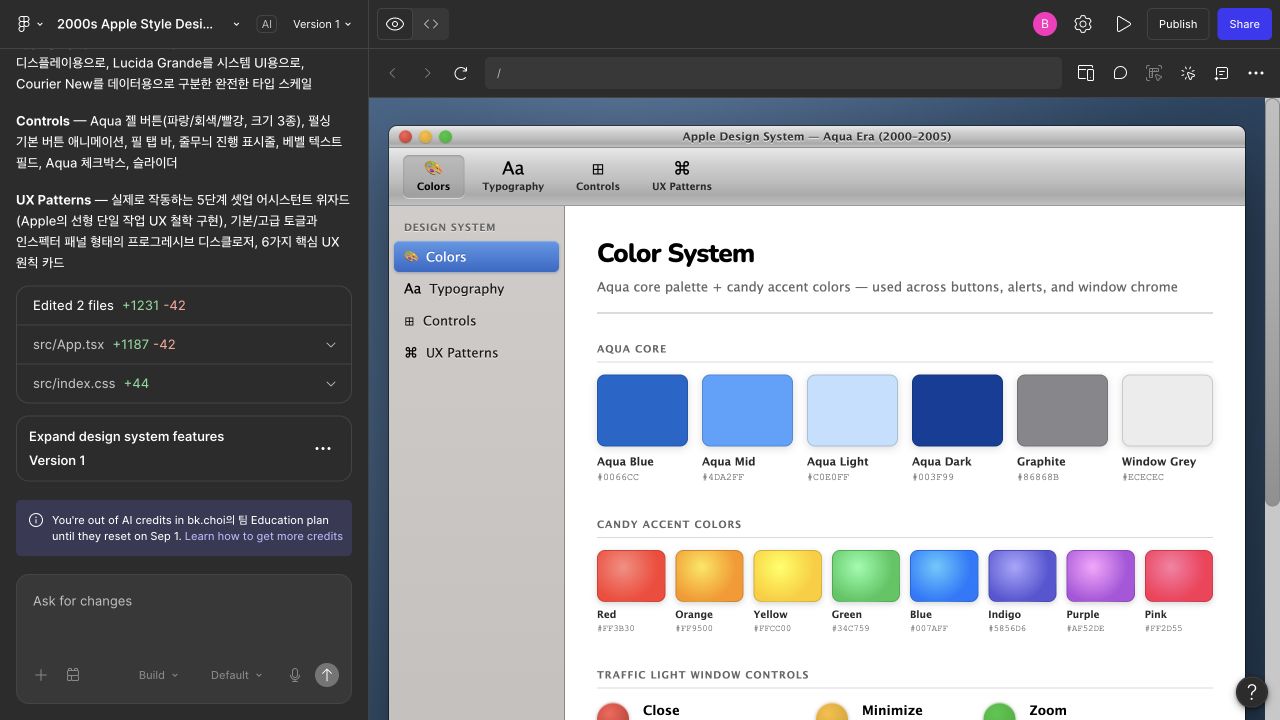 2000s Apple Style Desi...
AI
Version 1
B
Publish
Share
디스플레이용으로, Lucida Grande를 시스템 UI용으로,
Courier New를 데이터용으로 구분한 완전한 타입 스케일
Controls — Aqua 젤 버튼(파랑/회색/빨강, 크기 3종), 펄싱
기본 버튼 애니메이션, 필 탭 바, 줄무늬 진행 표시줄, 베벨 텍스트
필드, Aqua 체크박스, 슬라이더
UX Patterns — 실제로 작동하는 5단계 셋업 어시스턴트 위자드
(Apple의 선형 단일 작업 UX 철학 구현), 기본/고급 토글과
인스펙터 패널 형태의 프로그레시브 디스클로저, 6가지 핵심 UX
원칙 카드
Edited 2 files +1231 -42
src/App.tsx +1187 -42
src/index.css +44
Expand design system features
Version 1
You're out of AI credits in bk.choi의 팀 Education plan
until they reset on Sep 1. Learn how to get more credits
Ask for changes
Build
Default
/
Apple Design System — Aqua Era (2000–2005)
Colors
Aa
Typography
Controls
UX Patterns
DESIGN SYSTEM
Colors
Aa Typography
Controls
UX Patterns
Color System
Aqua core palette + candy accent colors — used across buttons, alerts, and window chrome
AQUA CORE
Aqua Blue
#0066CC
Aqua Mid
#4DA2FF
Aqua Light
#C0E0FF
Aqua Dark
#003F99
Graphite
#86868B
Window Grey
#ECECEC
CANDY ACCENT COLORS
Red
#FF3B30
Orange
#FF9500
Yellow
#FFCC00
Green
#34C759
Blue
#007AFF
Indigo
#5856D6
Purple
#AF52DE
Pink
#FF2D55
TRAFFIC LIGHT WINDOW CONTROLS
Close
Minimize
Zoom
?